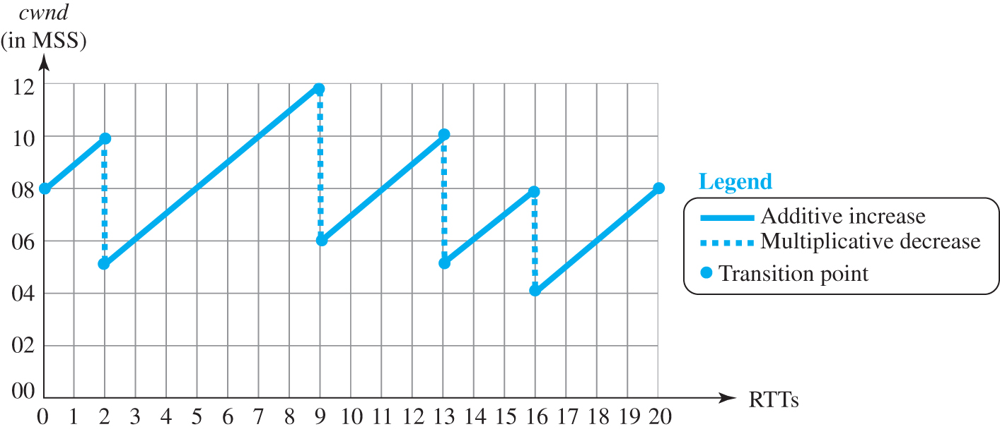 cwnd
(in MSS)
12
10
08
06
04
02
00
0 1 2 3 4 5 6 7 8 9 10 11 12 13 14 15 16 17 18 19 20
RTTs
Legend
Additive increase
Multiplicative decrease
Transition point